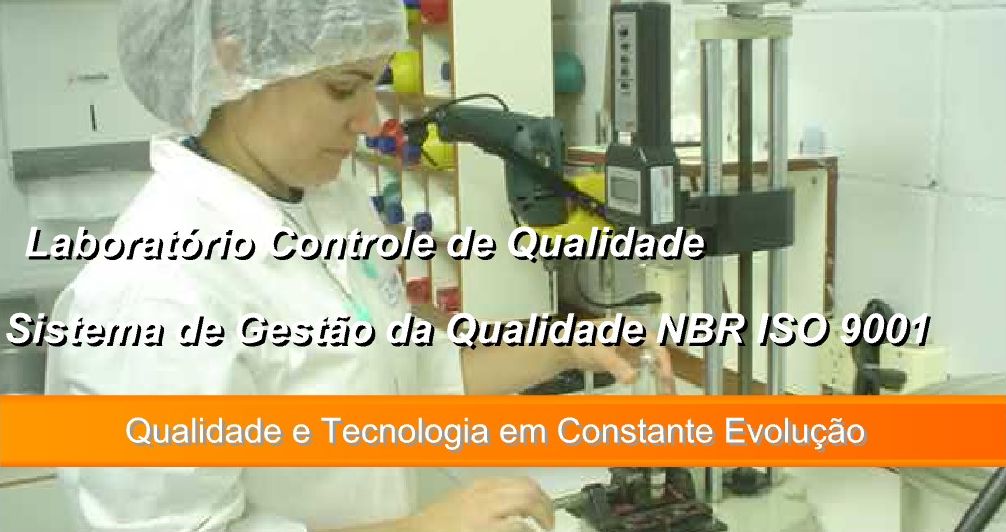 Laboratório Controle de Qualidade
Sistema de Gestão da Qualidade NBR ISO 9001
Qualidade e Tecnologia em Constante Evolução